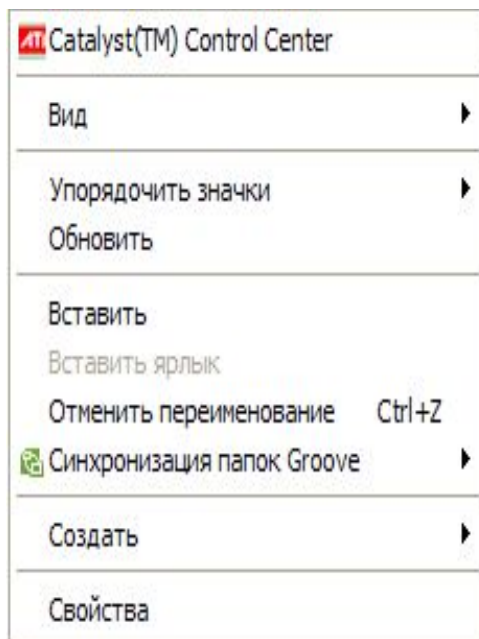 ATI Catalyst(TM) Control Center
Вид
Упорядочить значки
Обновить
Вставить
Вставить ярлык
Отменить переименование Ctrl+Z
Синхронизация папок Groove
Создать
Свойства